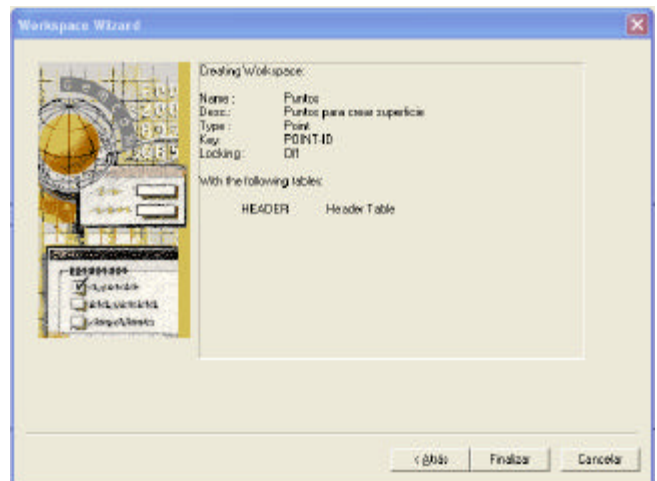 Workspace Wizard
Creating Workspace:
Name : Puntos
Desc.: Puntos para crear superficie
Type : Point
Key: POINT-ID
Locking: Off
With the following tables:
HEADER Header Table
Gemcom
< Atrás Finalizar Cancelar